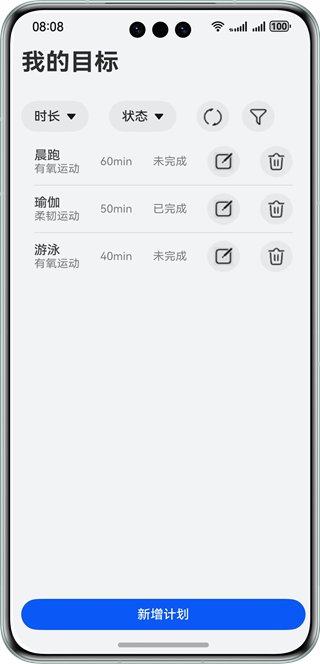 08:08
100
我的目标
时长
状态
晨跑
有氧运动
60min
未完成
瑜伽
柔韧运动
50min
已完成
游泳
有氧运动
40min
未完成
新增计划